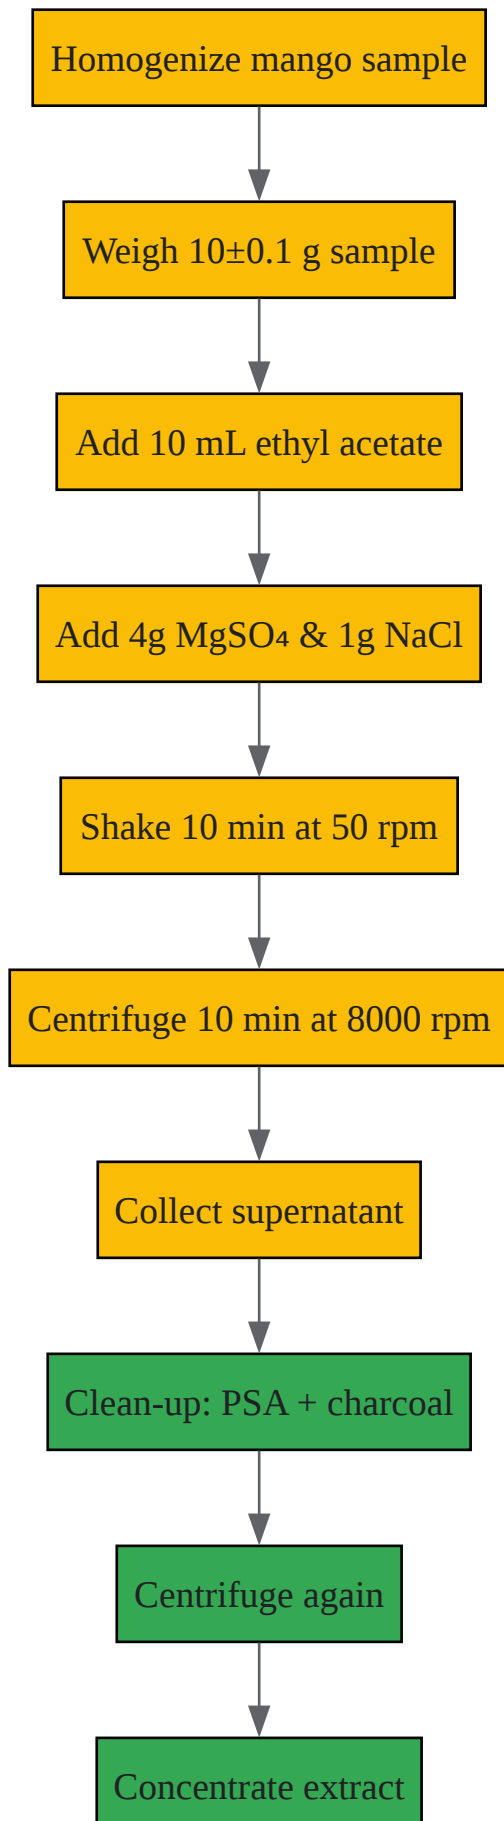 Homogenize mango sample
Weigh 10±0.1 g sample
Add 10 mL ethyl acetate
Add 4g MgSO₄ & 1g NaCl
Shake 10 min at 50 rpm
Centrifuge 10 min at 8000 rpm
Collect supernatant
Clean-up: PSA + charcoal
Centrifuge again
Concentrate extract